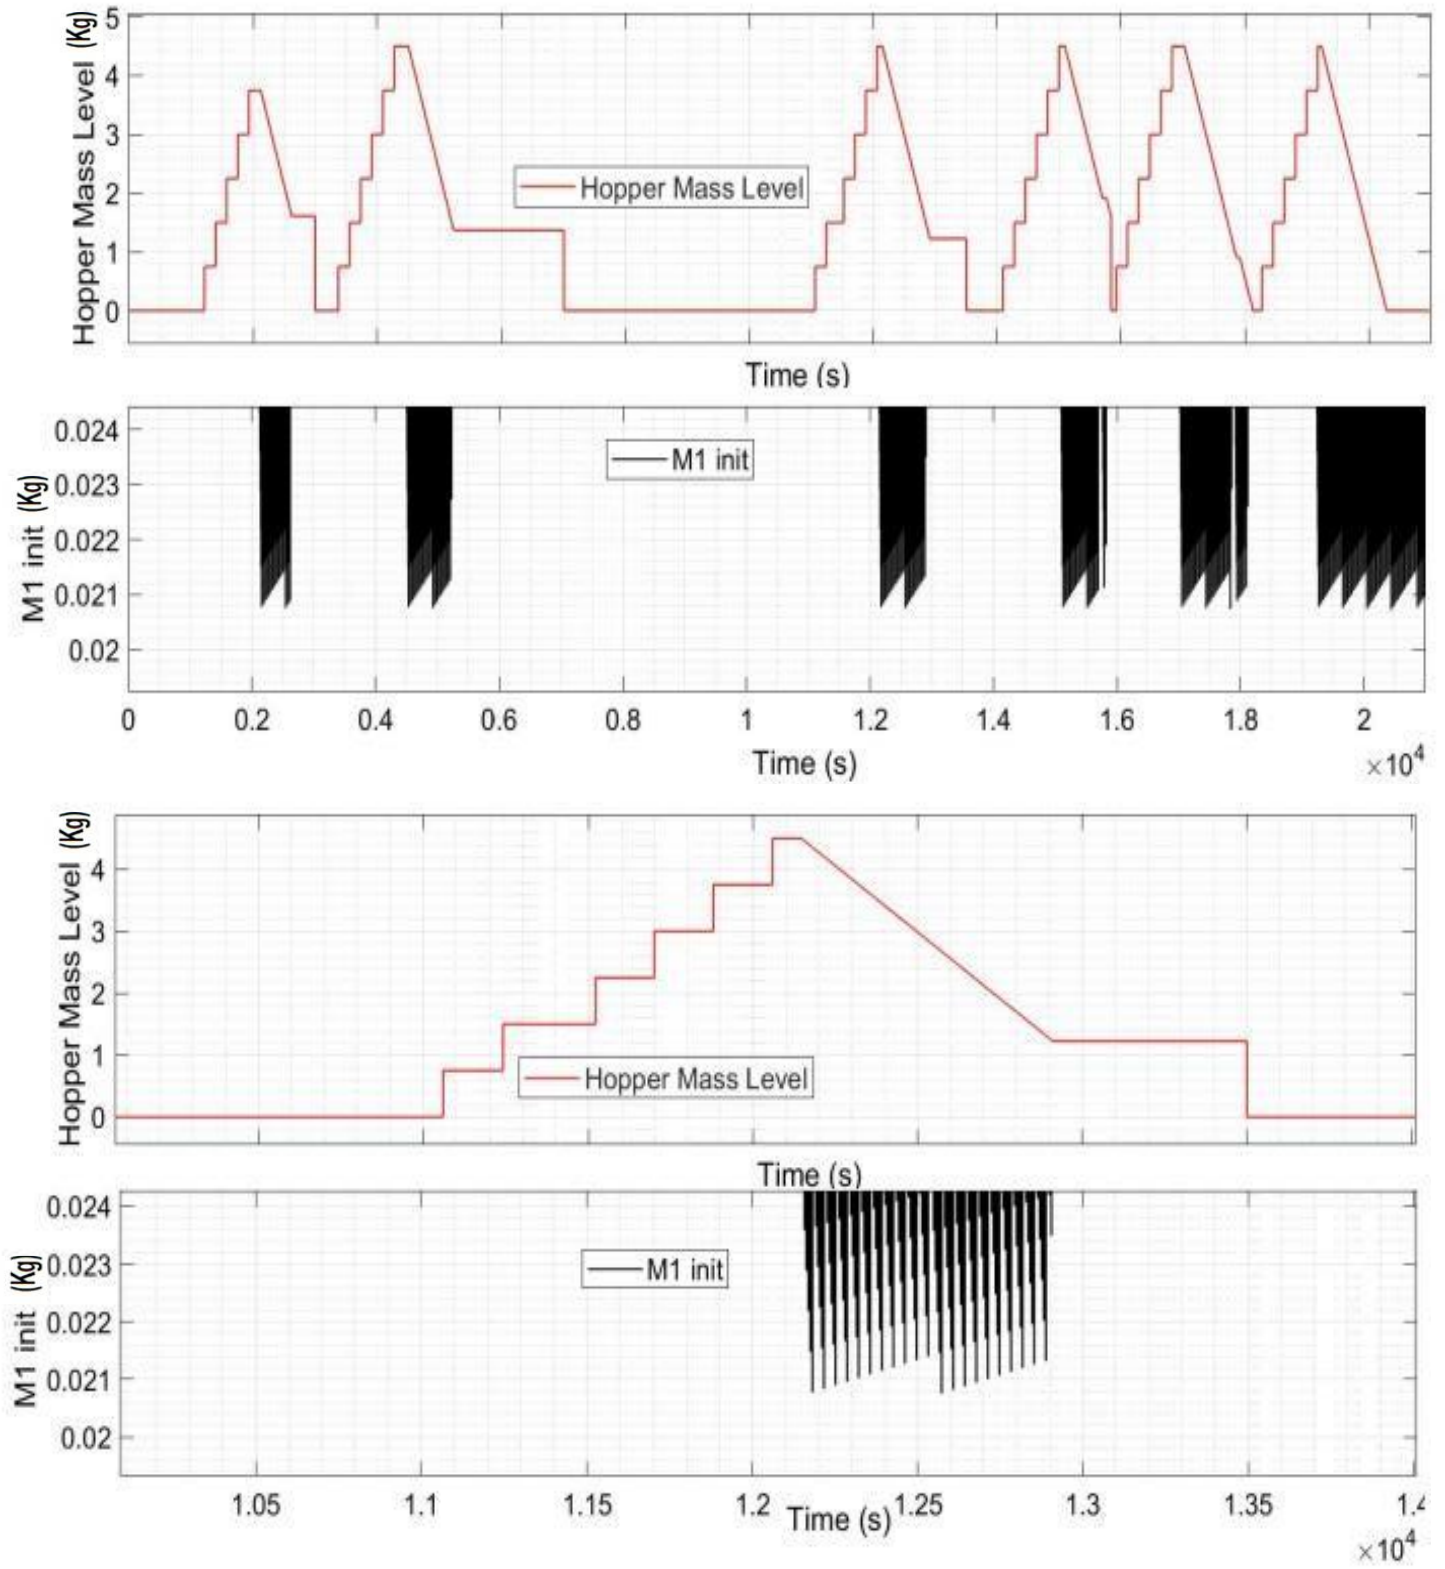 Hopper Mass Level (Kg)
5
4
3
2
1
0
Hopper Mass Level
Time (s)
M1 init (Kg)
0.024
0.023
0.022
0.021
0.02
M1 init
0 0.2 0.4 0.6 0.8 1 1.2 1.4 1.6 1.8 2
Time (s)
×10⁴
Hopper Mass Level (Kg)
4
3
2
1
0
Hopper Mass Level
Time (s)
M1 init (Kg)
0.024
0.023
0.022
0.021
0.02
M1 init
1.05 1.1 1.15 1.2 1.25 1.3 1.35 1.4
Time (s)
×10⁴